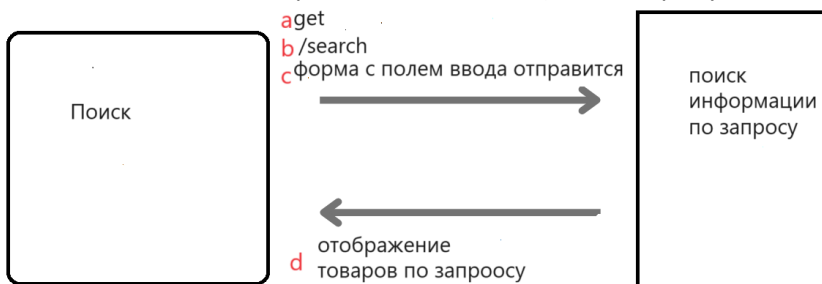 a get
b /search
c форма с полем ввода отправится
Поиск
поиск
информации
по запросу
d отображение
товаров по запроосу